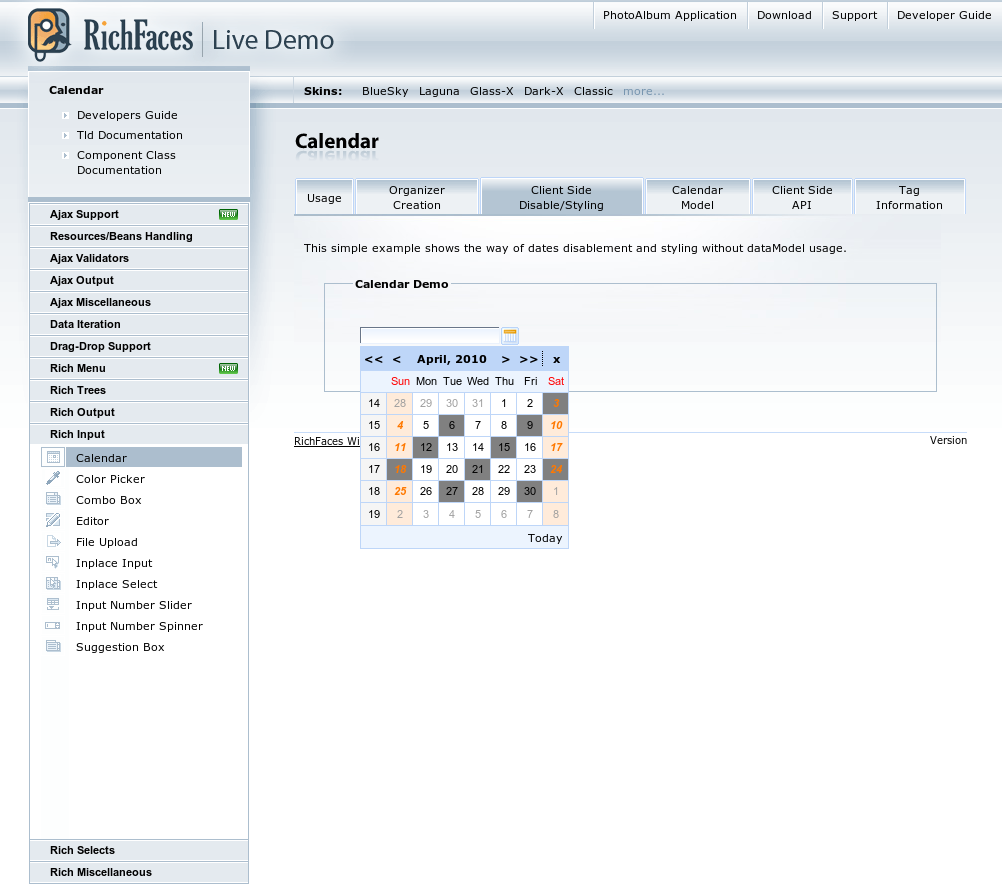 PhotoAlbum Application Download Support Developer Guide
RichFaces Live Demo
Skins: BlueSky Laguna Glass-X Dark-X Classic more...
Calendar
Developers Guide
Tld Documentation
Component Class
Documentation
Ajax Support NEW
Resources/Beans Handling
Ajax Validators
Ajax Output
Ajax Miscellaneous
Data Iteration
Drag-Drop Support
Rich Menu NEW
Rich Trees
Rich Output
Rich Input
Calendar
Color Picker
Combo Box
Editor
File Upload
Inplace Input
Inplace Select
Input Number Slider
Input Number Spinner
Suggestion Box
Rich Selects
Rich Miscellaneous
Calendar
Usage
Organizer
Creation
Client Side
Disable/Styling
Calendar
Model
Client Side
API
Tag
Information
This simple example shows the way of dates disablement and styling without dataModel usage.
Calendar Demo
<< < April, 2010 > >> x
Sun Mon Tue Wed Thu Fri Sat
14 28 29 30 31 1 2 3
15 4 5 6 7 8 9 10
16 11 12 13 14 15 16 17
17 18 19 20 21 22 23 24
18 25 26 27 28 29 30 1
19 2 3 4 5 6 7 8
Today
RichFaces Wi
Version